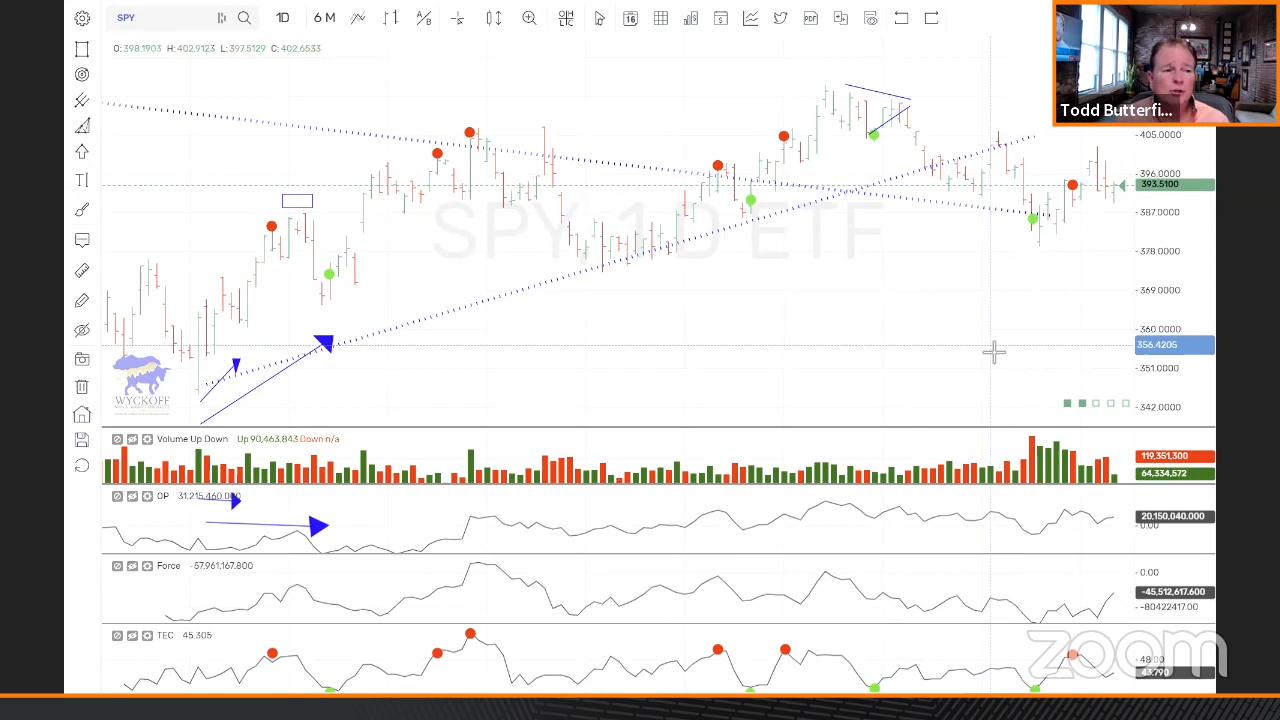 SPY
1D
6 M
O: 398.1903 H: 402.9123 L: 397.5129 C: 402.6533
Todd Butterfi...
405.0000
396.0000
393.5100
387.0000
SPY 1 D ETF
378.0000
369.0000
360.0000
356.4205
351.0000
342.0000
WYCKOFF
Volume Up Down Up 90,463,843 Down n/a
119,351,300
64,334,572
OP 31,215,460.000
20,150,040.000
0.00
Force -57,961,167.800
0.00
-45,512,617.600
-80422417.00
TEC 45.305
48.00
43.790
zoom